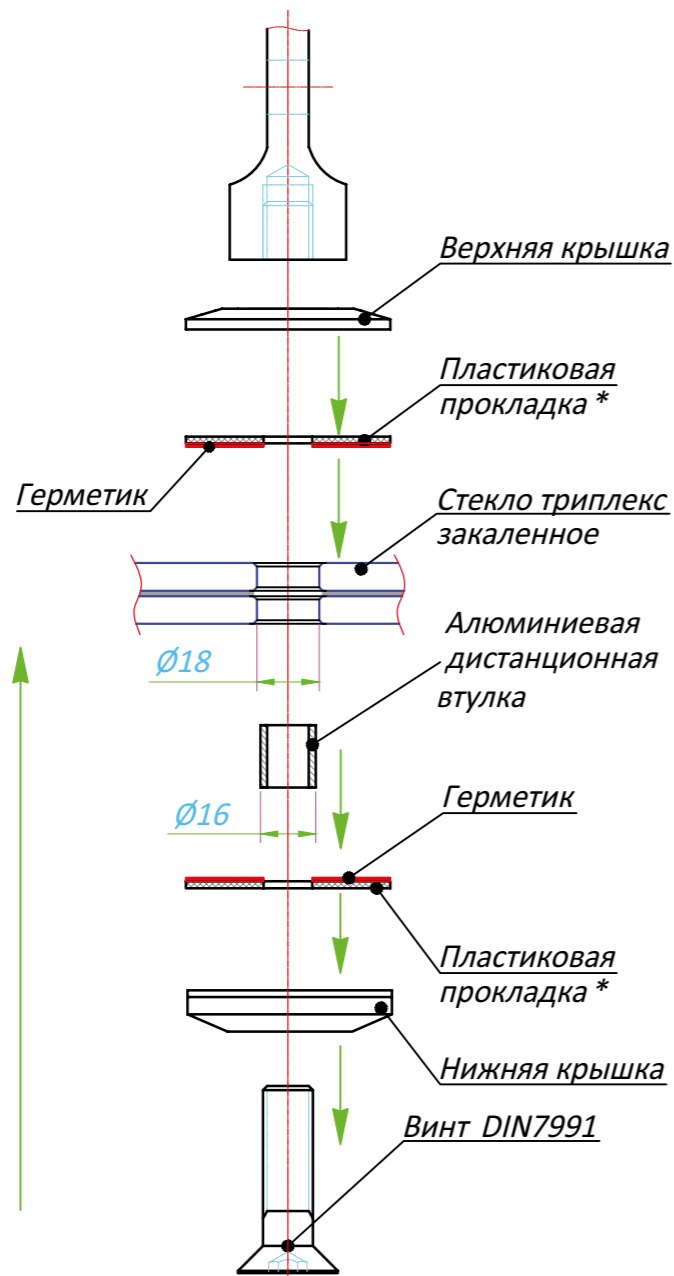 Верхняя крышка
Пластиковая
прокладка *
Герметик
Стекло триплекс
закаленное
Алюминиевая
дистанционная
втулка
Ø18
Ø16
Герметик
Пластиковая
прокладка *
Нижняя крышка
Винт DIN7991